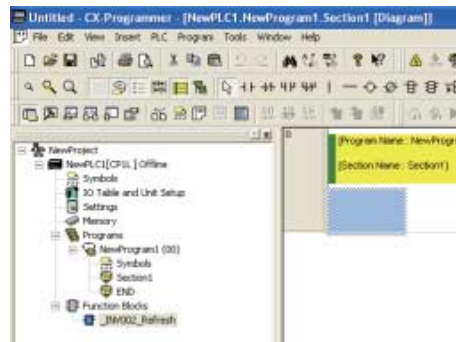 Untitled - CX-Programmer - [NewPLC1.NewProgram1.Section1 [Diagram]]
File Edit View Insert PLC Program Tools Window Help
NewProject
NewPLC1[CP1L] Offline
Symbols
IO Table and Unit Setup
Settings
Memory
Programs
NewProgram1 (00)
Symbols
Section1
END
Function Blocks
_INV002_Refresh
0
[Program Name : NewProgr
[Section Name : Section1]